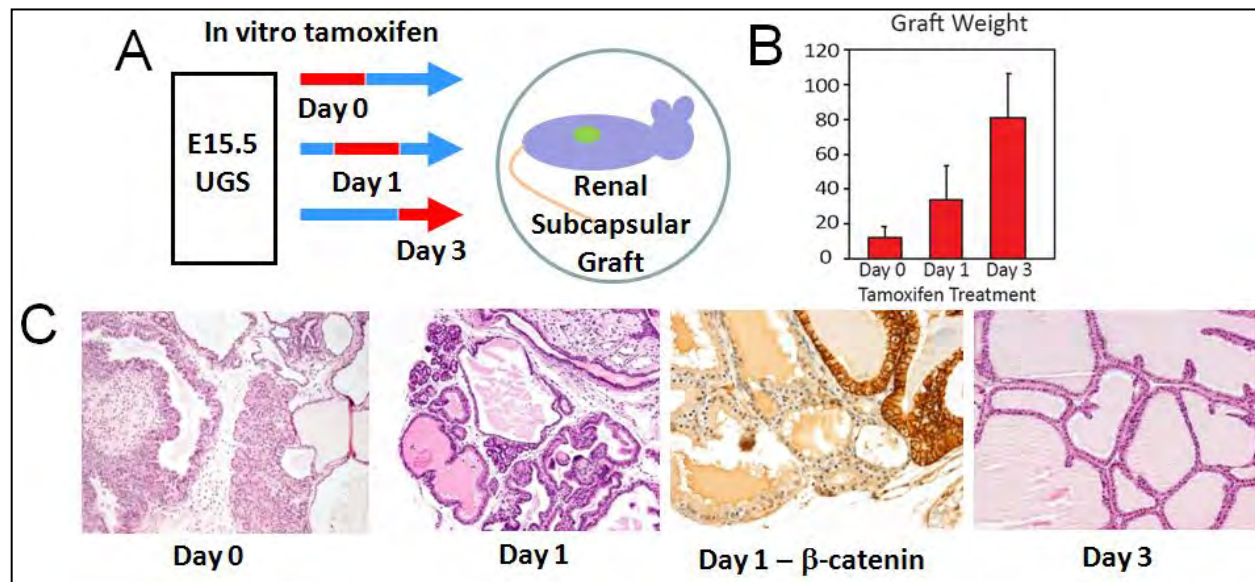 A
In vitro tamoxifen
E15.5
UGS
Day 0
Day 1
Day 3
Renal
Subcapsular
Graft
B
Graft Weight
120
100
80
60
40
20
0
Day 0 Day 1 Day 3
Tamoxifen Treatment
C
Day 0
Day 1
Day 1 – β-catenin
Day 3